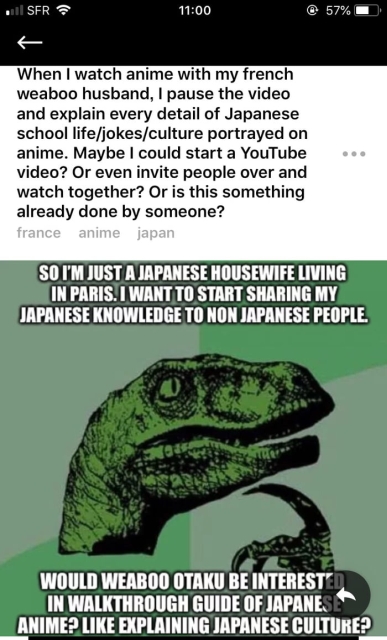 SFR 11:00 57%
When I watch anime with my french
weaboo husband, I pause the video
and explain every detail of Japanese
school life/jokes/culture portrayed on
anime. Maybe I could start a YouTube
video? Or even invite people over and
watch together? Or is this something
already done by someone?
france anime japan
SO I'M JUST A JAPANESE HOUSEWIFE LIVING
IN PARIS. I WANT TO START SHARING MY
JAPANESE KNOWLEDGE TO NON JAPANESE PEOPLE.
WOULD WEABOO OTAKU BE INTERESTED
IN WALKTHROUGH GUIDE OF JAPANESE
ANIME? LIKE EXPLAINING JAPANESE CULTURE?